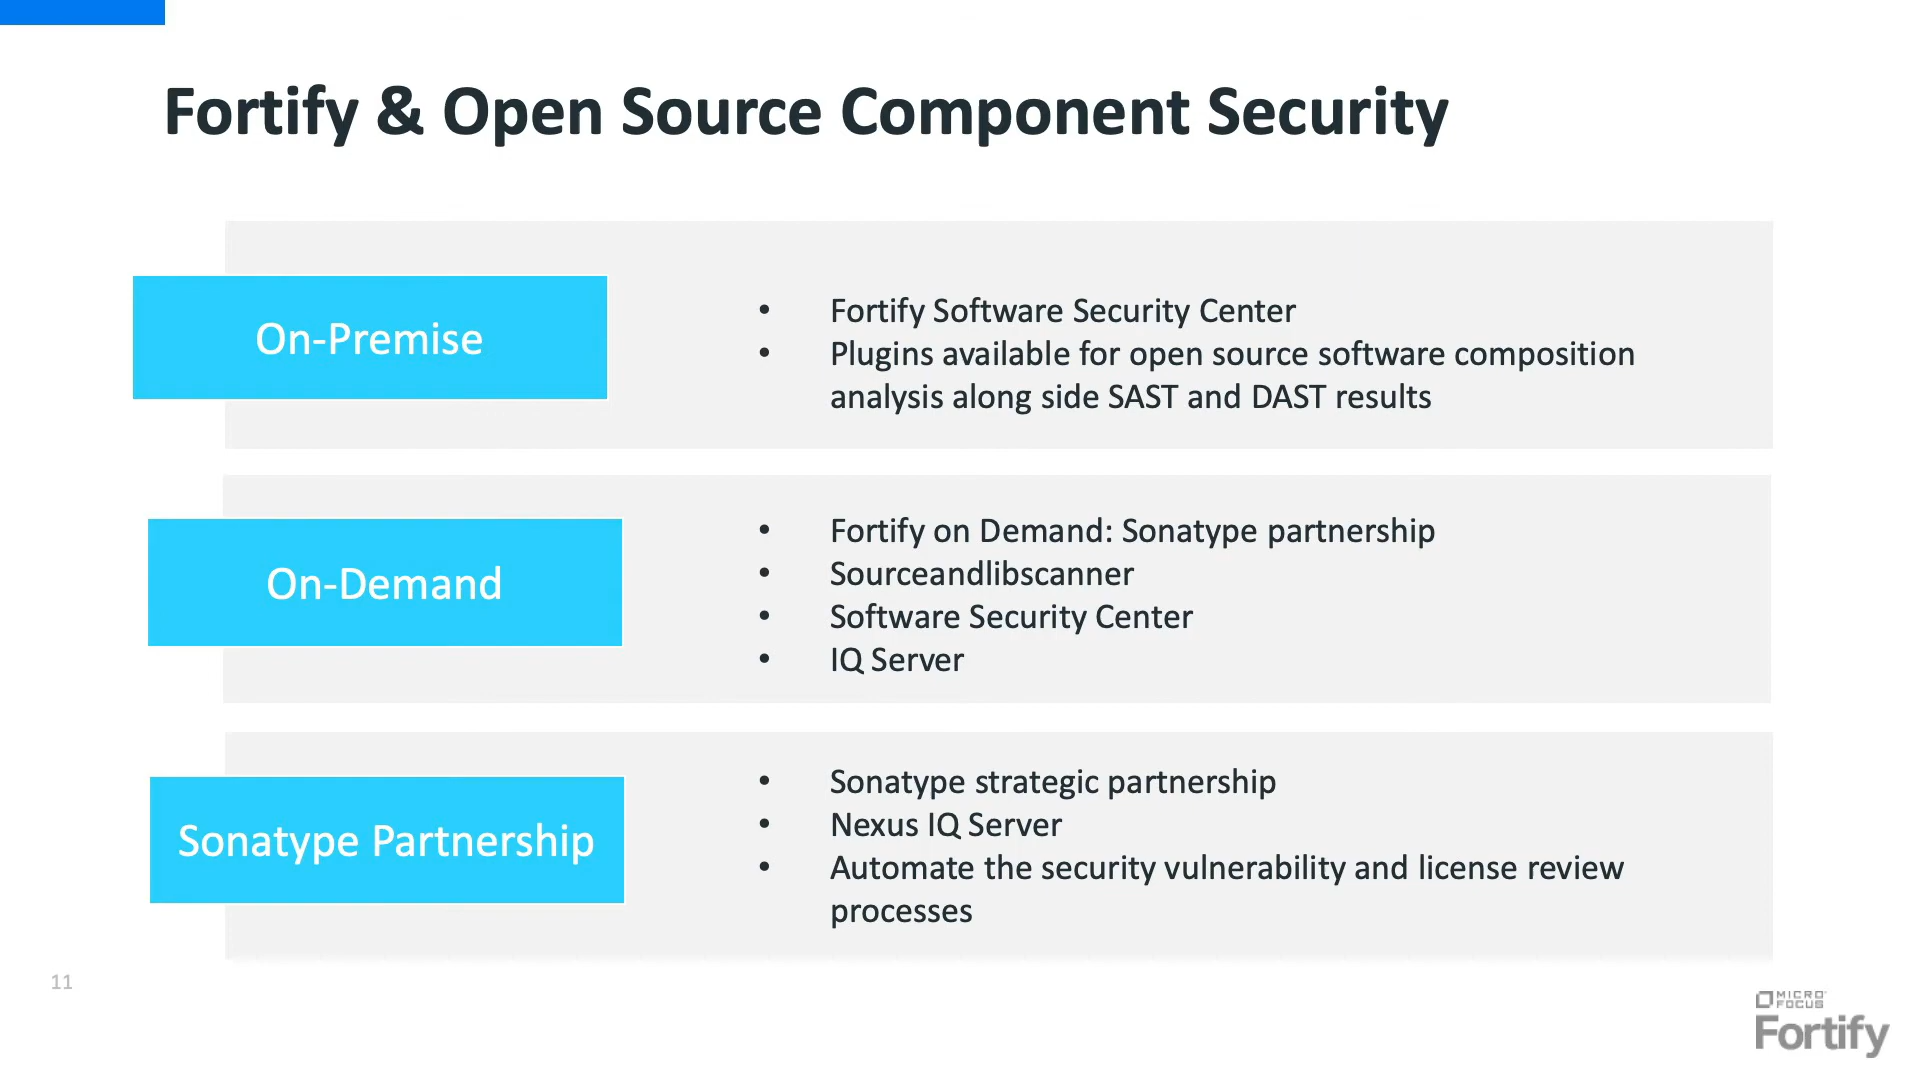 Fortify & Open Source Component Security
On-Premise
• Fortify Software Security Center
• Plugins available for open source software composition
analysis along side SAST and DAST results
On-Demand
• Fortify on Demand: Sonatype partnership
• Sourceandlibscanner
• Software Security Center
• IQ Server
Sonatype Partnership
• Sonatype strategic partnership
• Nexus IQ Server
• Automate the security vulnerability and license review
processes
11
MICRO
FOCUS
Fortify